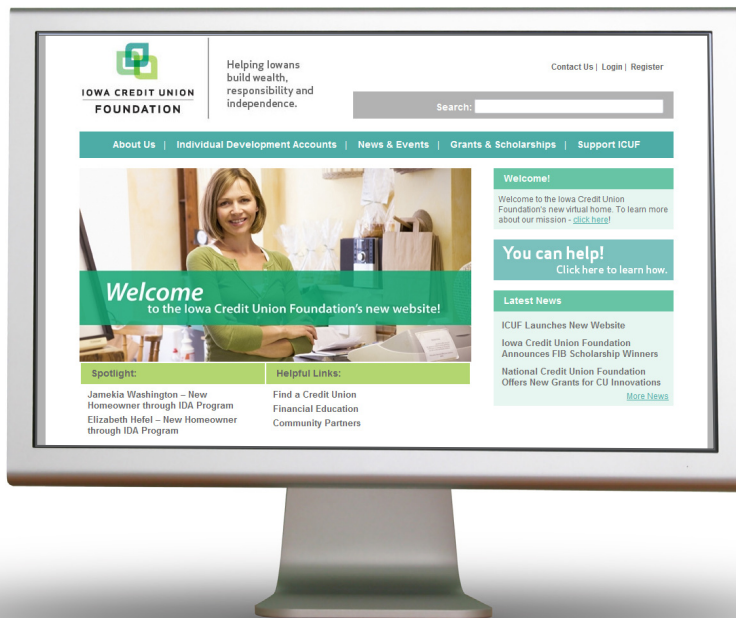 IOWA CREDIT UNION
FOUNDATION
Helping Iowans
build wealth,
responsibility and
independence.
Contact Us | Login | Register
Search:
About Us | Individual Development Accounts | News & Events | Grants & Scholarships | Support ICUF
Welcome
to the Iowa Credit Union Foundation's new website!
Welcome!
Welcome to the Iowa Credit Union
Foundation's new virtual home. To learn more
about our mission - click here!
You can help!
Click here to learn how.
Latest News
ICUF Launches New Website
Iowa Credit Union Foundation
Announces FIB Scholarship Winners
National Credit Union Foundation
Offers New Grants for CU Innovations
More News
Spotlight:
Jamekia Washington – New
Homeowner through IDA Program
Elizabeth Hefel – New Homeowner
through IDA Program
Helpful Links:
Find a Credit Union
Financial Education
Community Partners